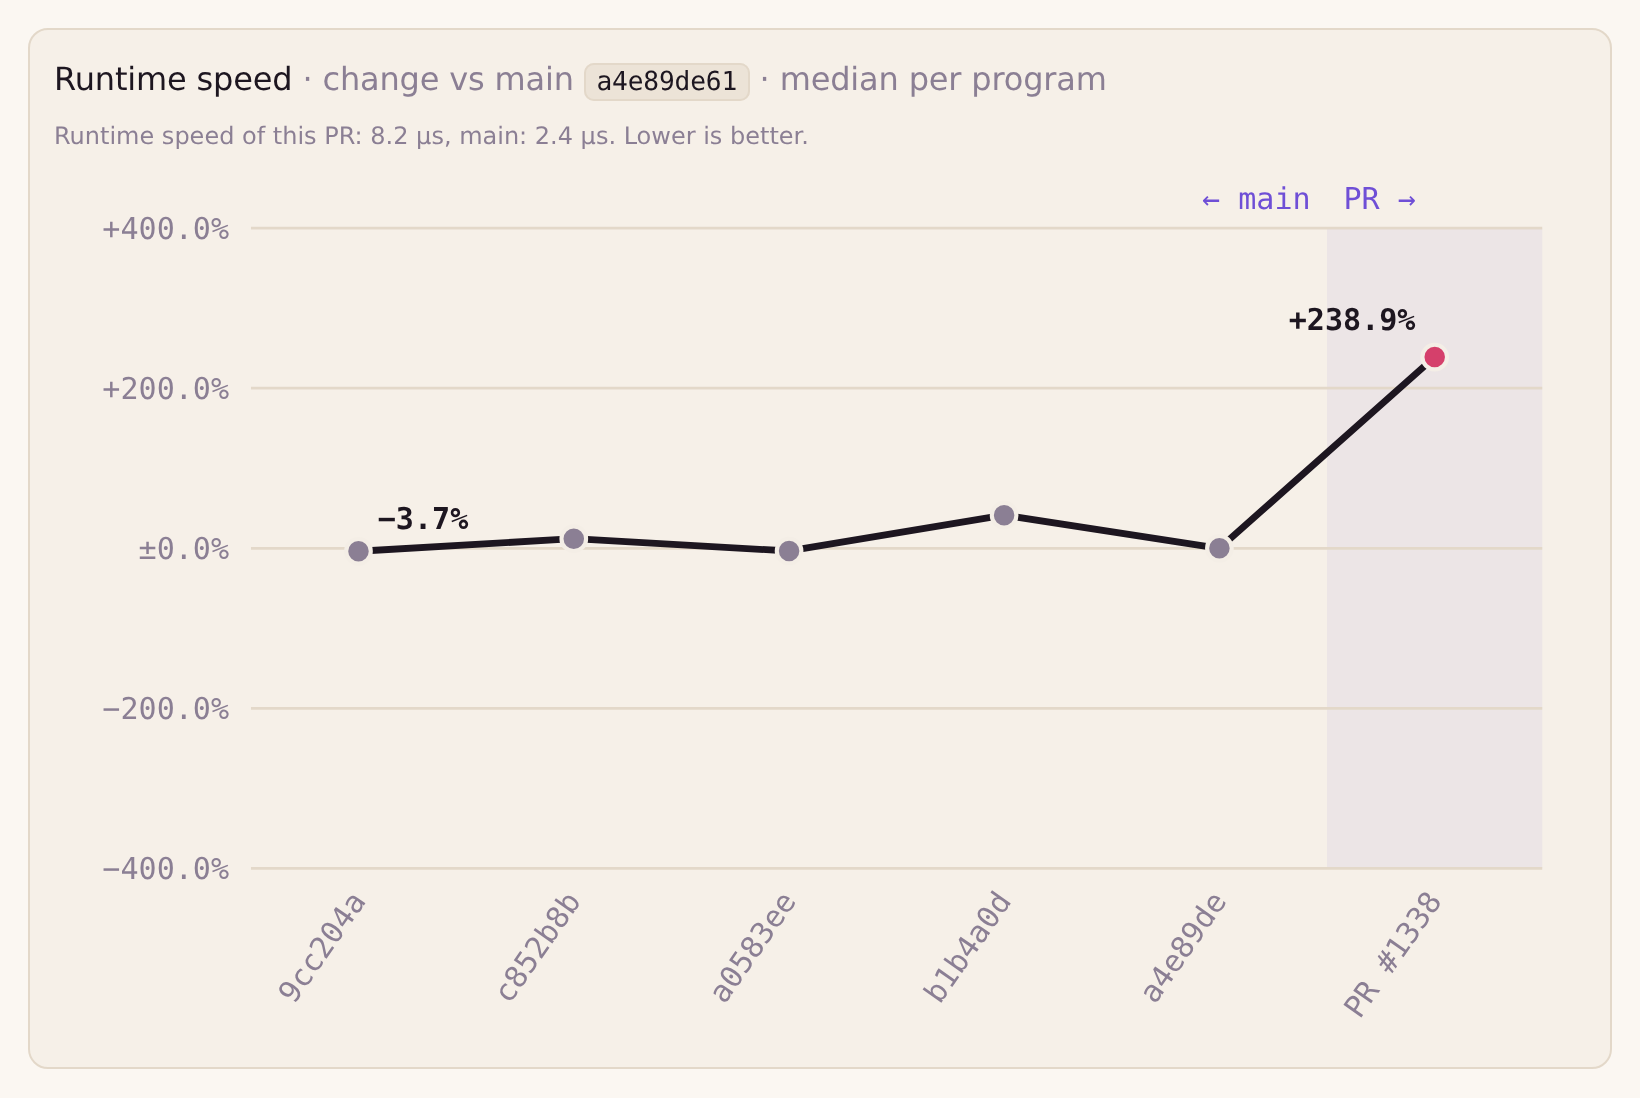 Runtime speed · change vs main a4e89de61 · median per program
Runtime speed of this PR: 8.2 µs, main: 2.4 µs. Lower is better.
← main PR →
+400.0%
+238.9%
+200.0%
−3.7%
±0.0%
−200.0%
−400.0%
9cc204a
c852b8b
a0583ee
b1b4a0d
a4e89de
PR #1338